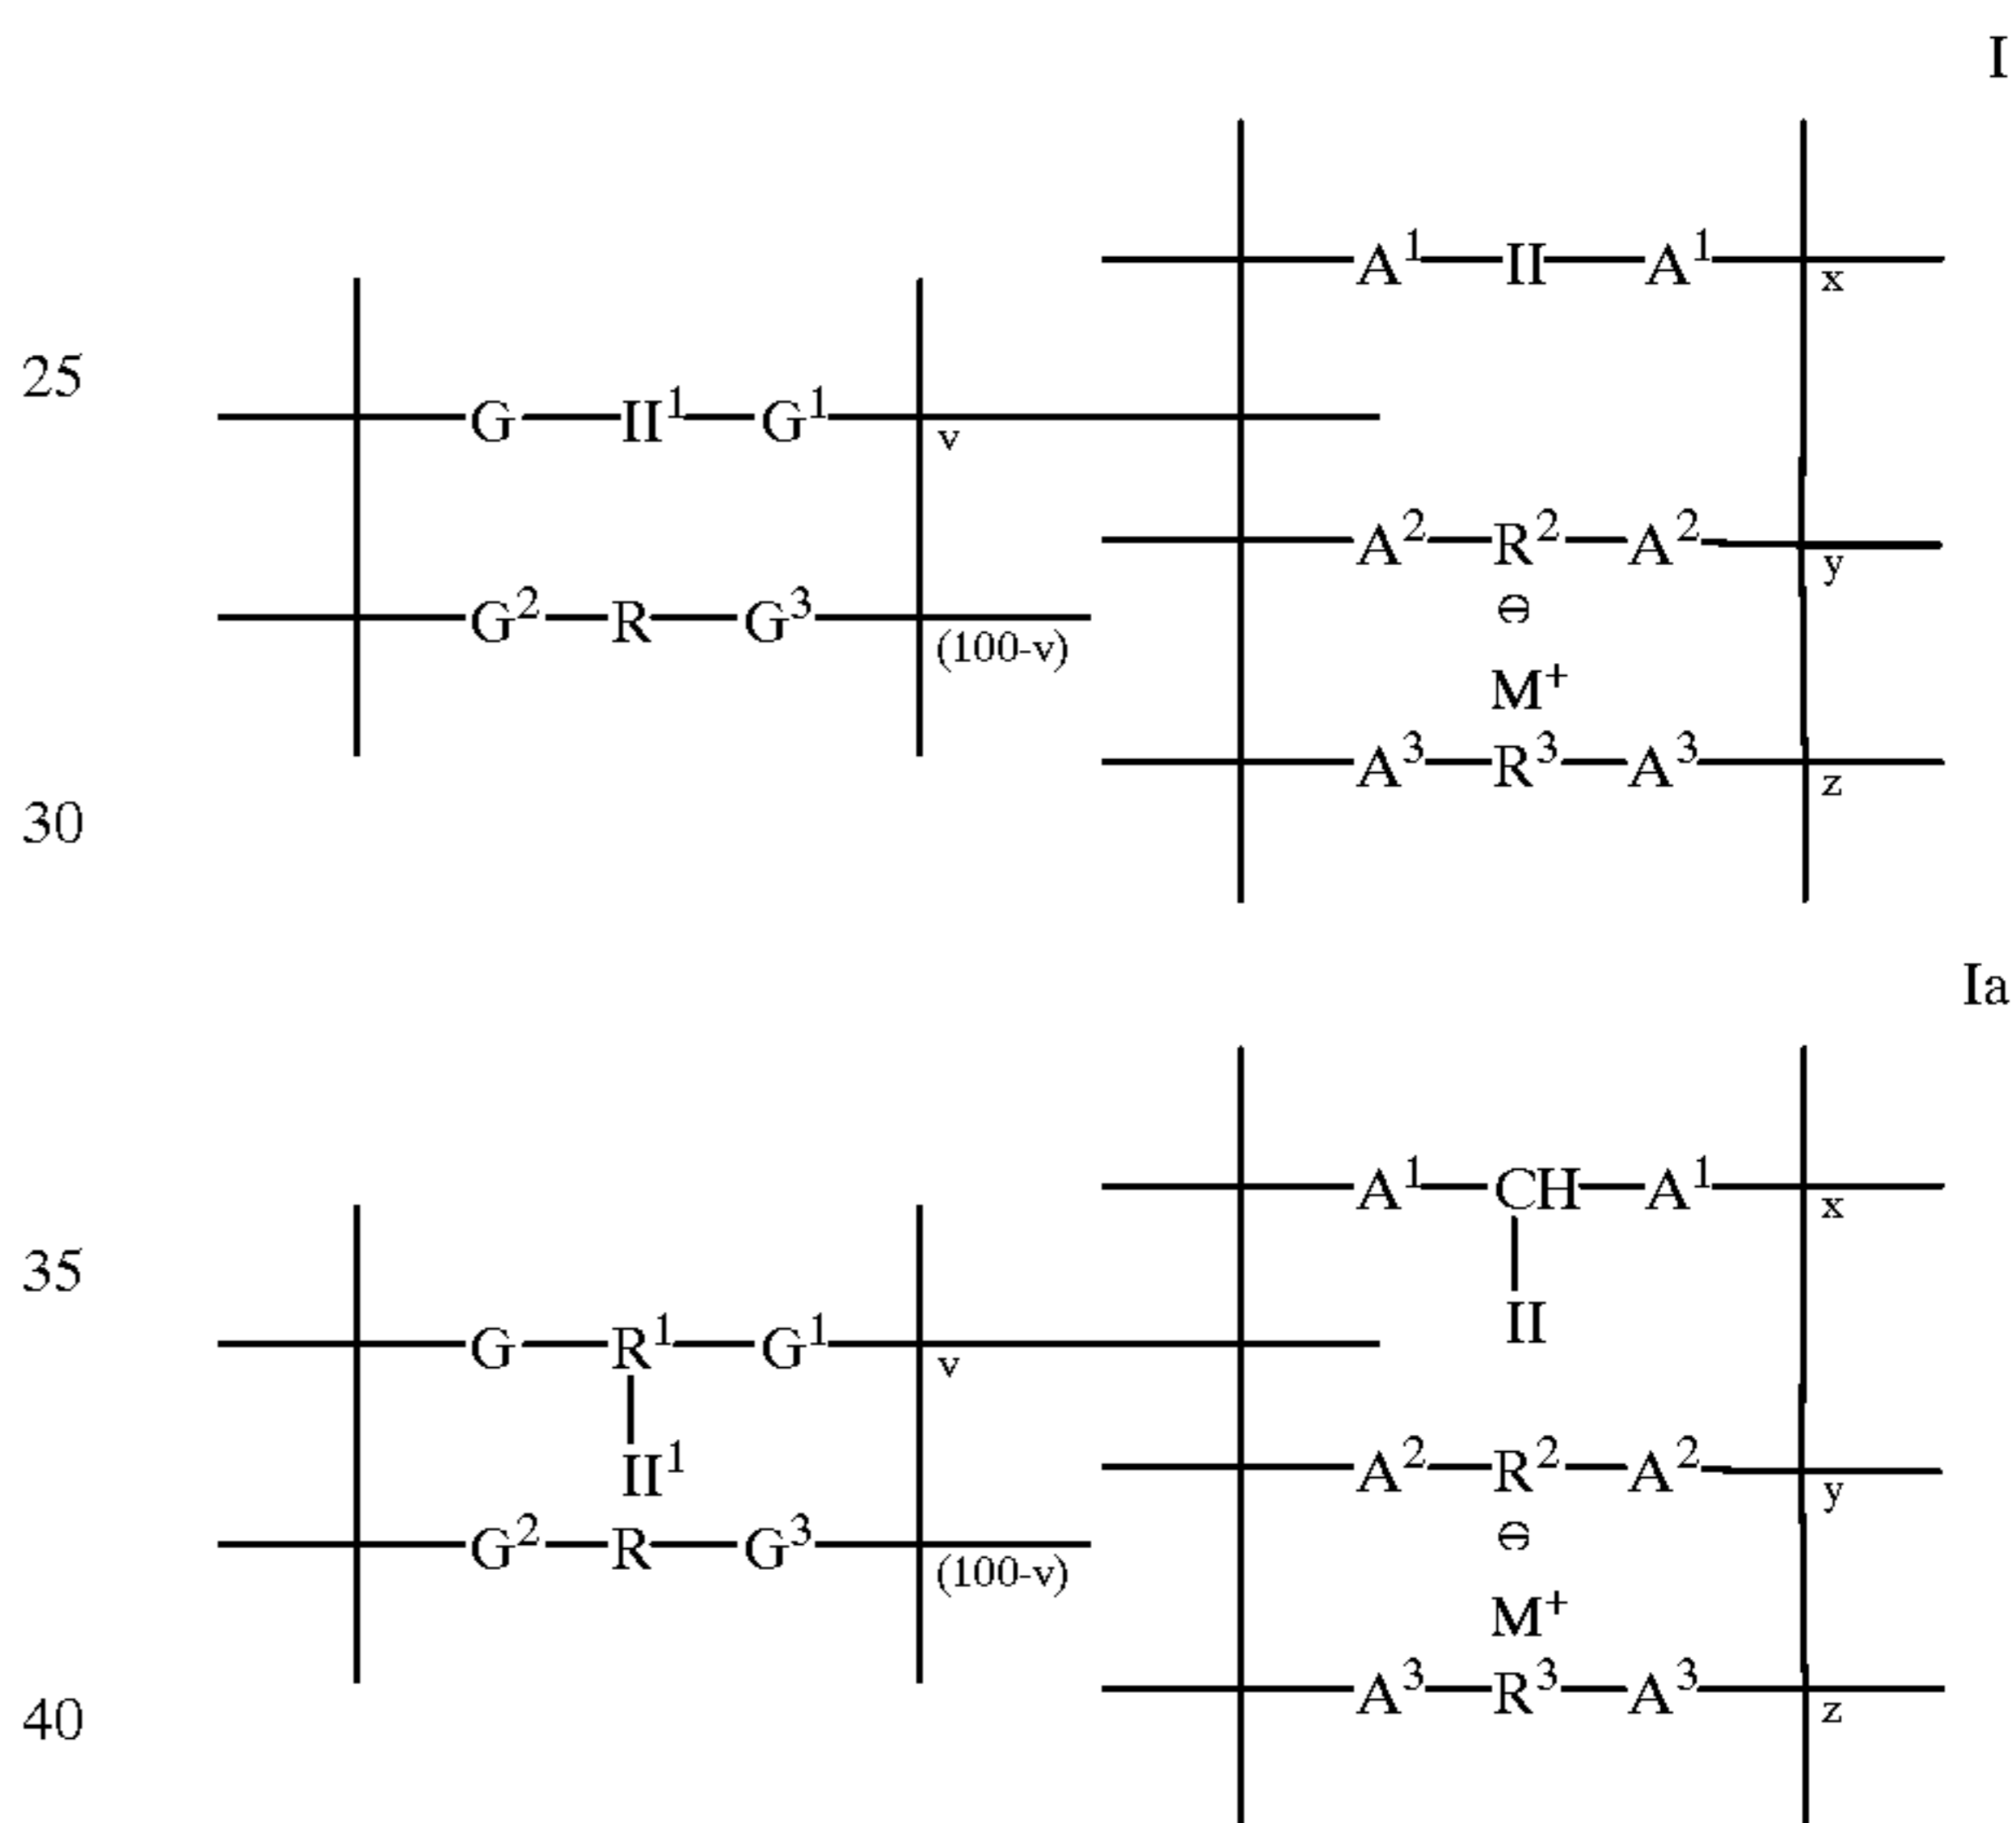 I
A¹ II A¹ x
25
G II¹ G¹ v
A² R² A² y
⊖
G² R G³ (100-v)
M⁺
A³ R³ A³ z
30
Ia
A¹ CH A¹ x
35
II
G R¹ G¹ v
II¹
A² R² A² y
⊖
G² R G³ (100-v)
M⁺
A³ R³ A³ z
40